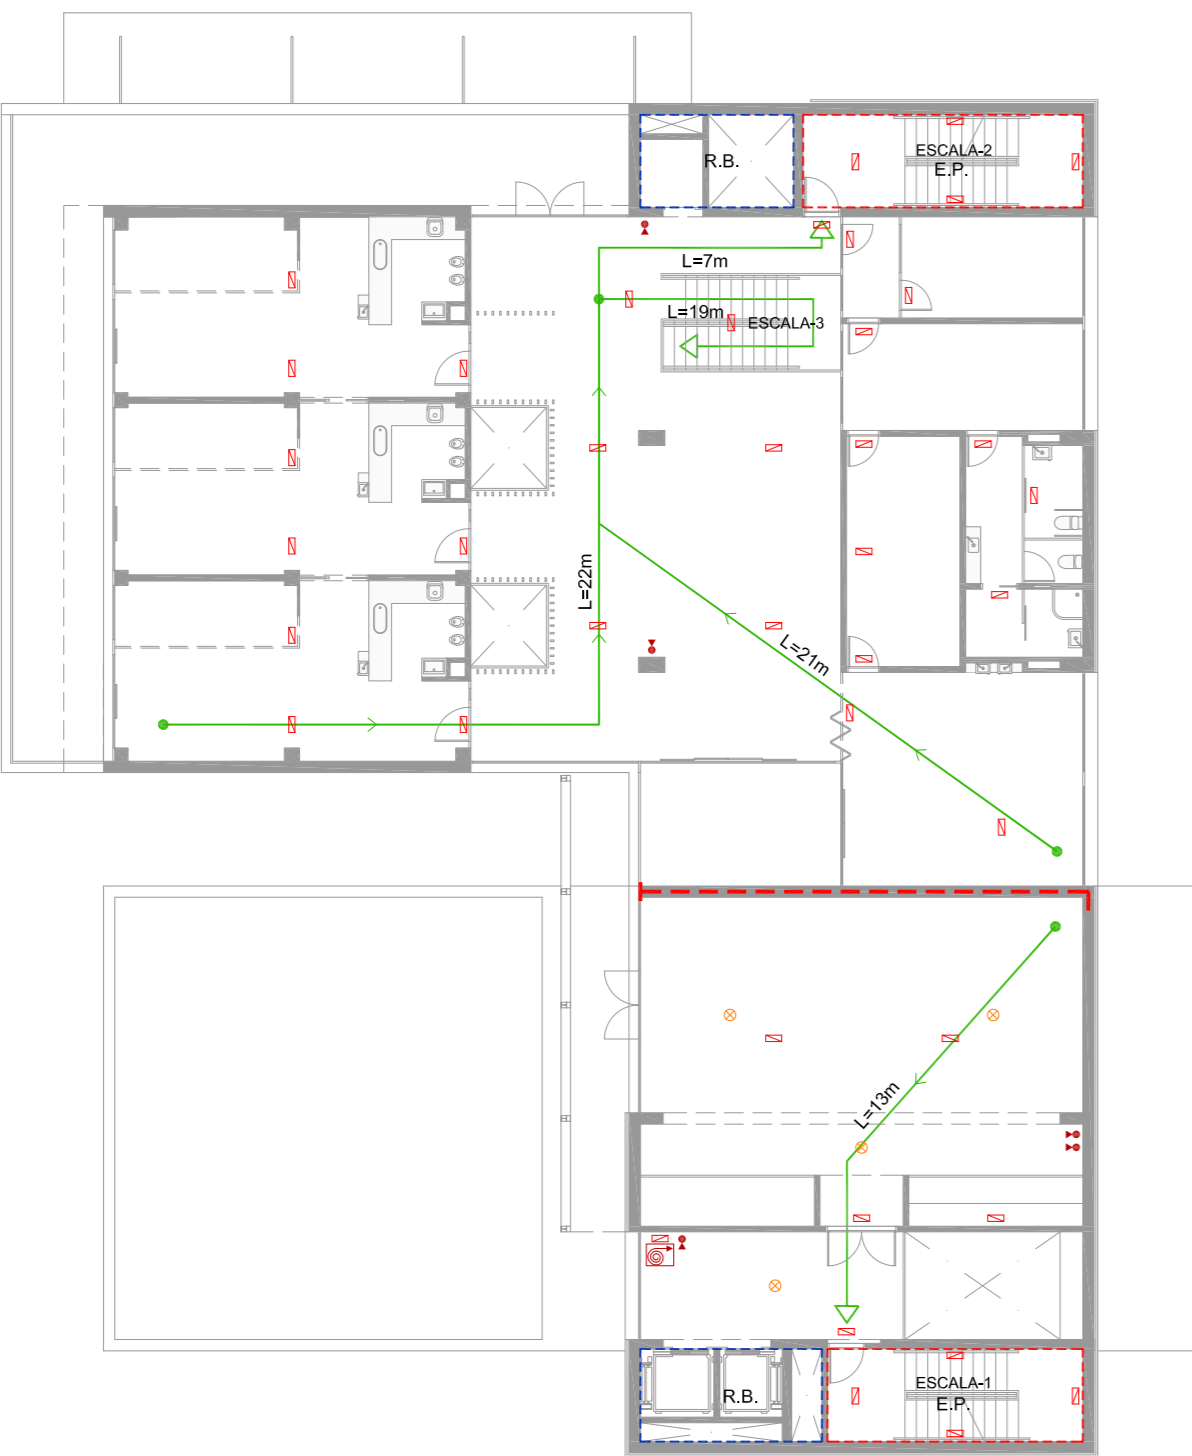 ESCALA-2
E.P.
R.B.
L=7m
L=19m
ESCALA-3
L=22m
L=21m
L=13m
ESCALA-1
E.P.
R.B.